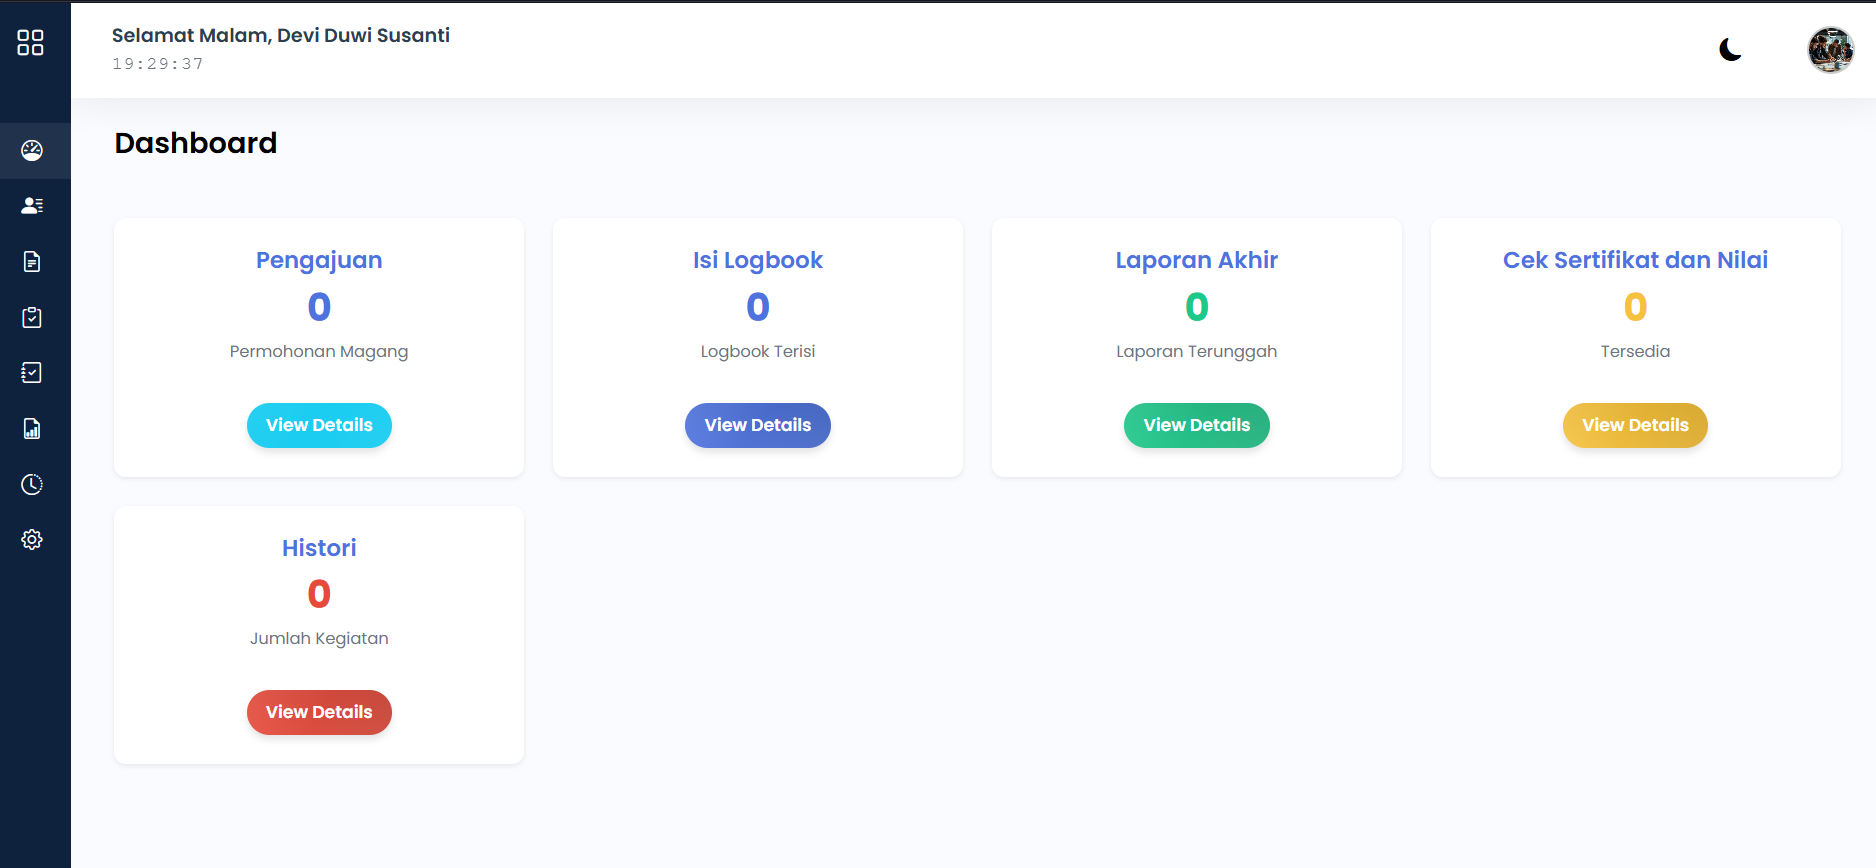 Selamat Malam, Devi Duwi Susanti
19:29:37
Dashboard
Pengajuan
0
Permohonan Magang
View Details
Isi Logbook
0
Logbook Terisi
View Details
Laporan Akhir
0
Laporan Terunggah
View Details
Cek Sertifikat dan Nilai
0
Tersedia
View Details
Histori
0
Jumlah Kegiatan
View Details